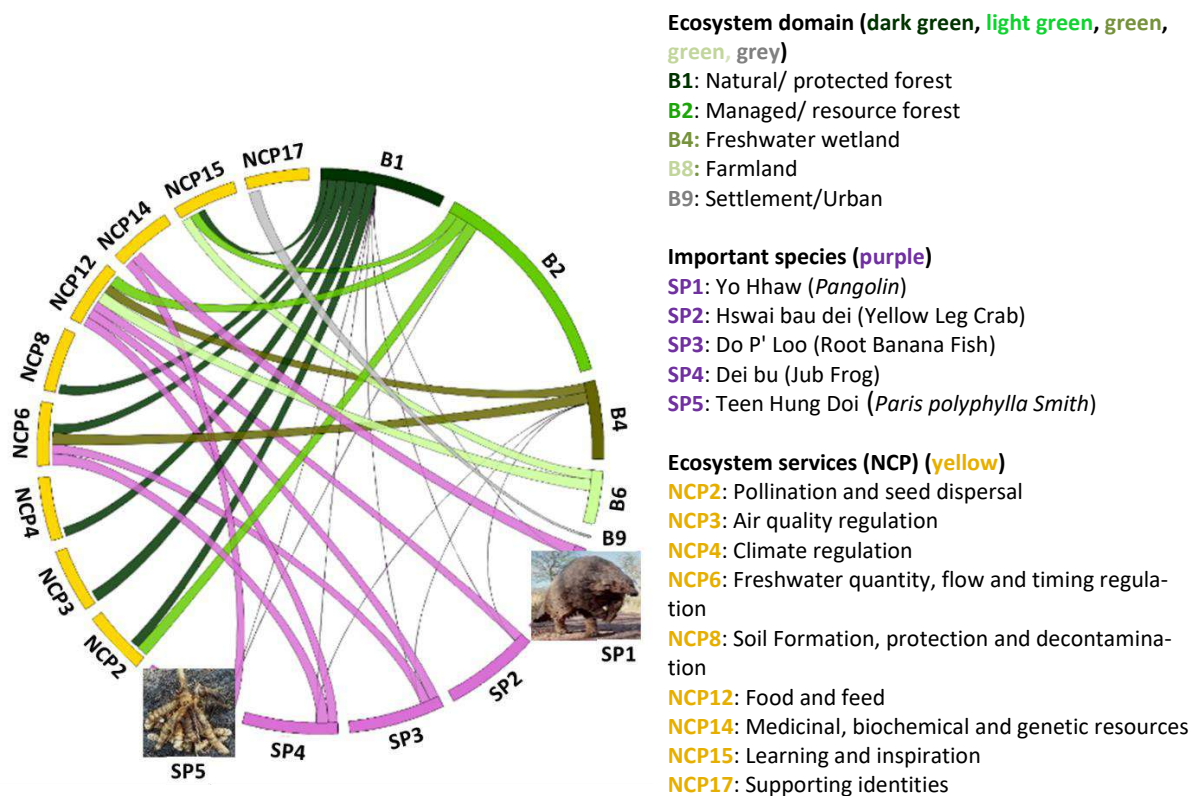 Ecosystem domain (dark green, light green, green,
green, grey)
B1: Natural/ protected forest
B2: Managed/ resource forest
B4: Freshwater wetland
B8: Farmland
B9: Settlement/Urban
Important species (purple)
SP1: Yo Hhaw (Pangolin)
SP2: Hswai bau dei (Yellow Leg Crab)
SP3: Do P' Loo (Root Banana Fish)
SP4: Dei bu (Jub Frog)
SP5: Teen Hung Doi (Paris polyphylla Smith)
Ecosystem services (NCP) (yellow)
NCP2: Pollination and seed dispersal
NCP3: Air quality regulation
NCP4: Climate regulation
NCP6: Freshwater quantity, flow and timing regula-
tion
NCP8: Soil Formation, protection and decontamina-
tion
NCP12: Food and feed
NCP14: Medicinal, biochemical and genetic resources
NCP15: Learning and inspiration
NCP17: Supporting identities
B1
B2
B4
B6
B9
SP1
SP2
SP3
SP4
SP5
NCP2
NCP3
NCP4
NCP6
NCP8
NCP12
NCP14
NCP15
NCP17